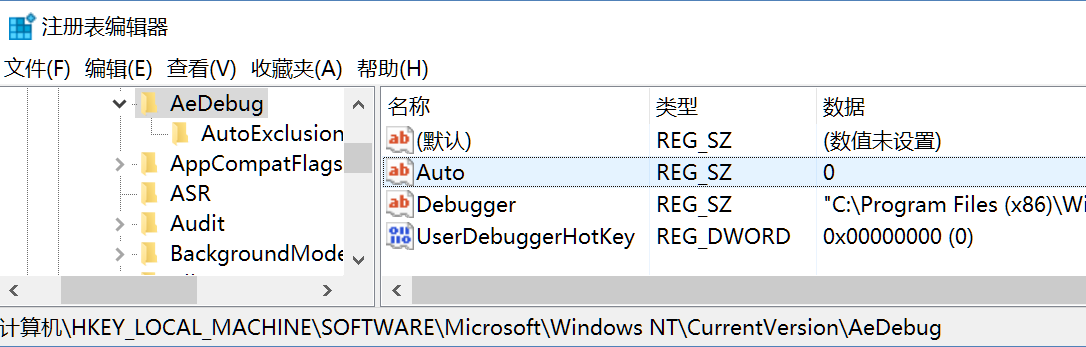 注册表编辑器
文件(F) 编辑(E) 查看(V) 收藏夹(A) 帮助(H)
AeDebug
AutoExclusion
AppCompatFlags
ASR
Audit
BackgroundMode
名称 类型 数据
(默认) REG_SZ (数值未设置)
Auto REG_SZ 0
Debugger REG_SZ "C:\Program Files (x86)\Wi
UserDebuggerHotKey REG_DWORD 0x00000000 (0)
计算机\HKEY_LOCAL_MACHINE\SOFTWARE\Microsoft\Windows NT\CurrentVersion\AeDebug